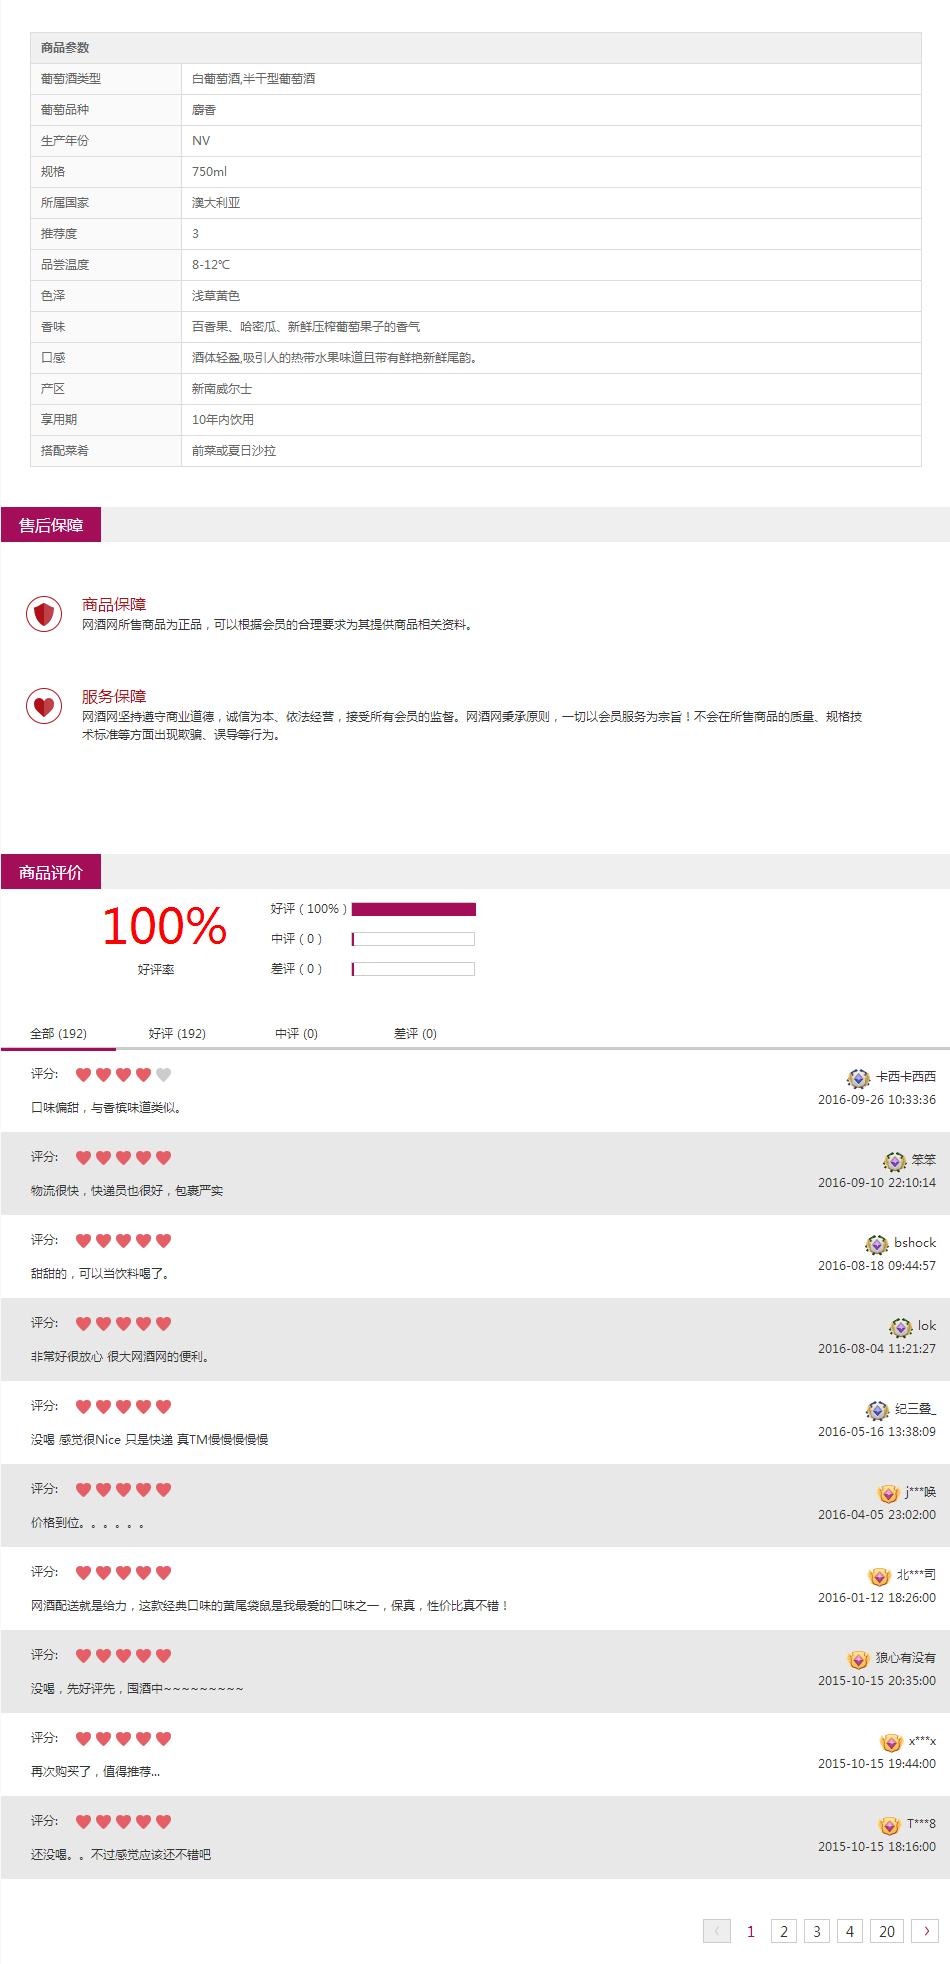 商品参数
葡萄酒类型 白葡萄酒,半干型葡萄酒
葡萄品种 麝香
生产年份 NV
规格 750ml
所属国家 澳大利亚
推荐度 3
品尝温度 8-12℃
色泽 浅草黄色
香味 百香果、哈密瓜、新鲜压榨葡萄果子的香气
口感 酒体轻盈,吸引人的热带水果味道且带有鲜艳新鲜尾韵。
产区 新南威尔士
享用期 10年内饮用
搭配菜肴 前菜或夏日沙拉
售后保障
商品保障
网酒网所售商品为正品，可以根据会员的合理要求为其提供商品相关资料。
服务保障
网酒网坚持遵守商业道德，诚信为本、依法经营，接受所有会员的监督。网酒网秉承原则，一切以会员服务为宗旨！不会在所售商品的质量、规格技
术标准等方面出现欺骗、误导等行为。
商品评价
100%
好评率
好评（100%）
中评（0）
差评（0）
全部 (192) 好评 (192) 中评 (0) 差评 (0)
评分: 卡西卡西西
2016-09-26 10:33:36
口味偏甜，与香槟味道类似。
评分: 笨笨
2016-09-10 22:10:14
物流很快，快递员也很好，包裹严实
评分: bshock
2016-08-18 09:44:57
甜甜的，可以当饮料喝了。
评分: lok
2016-08-04 11:21:27
非常好很放心 很大网酒网的便利。
评分: 纪三叠_
2016-05-16 13:38:09
没喝 感觉很Nice 只是快递 真TM慢慢慢慢慢
评分: j***唤
2016-04-05 23:02:00
价格到位。。。。。。
评分: 北***司
2016-01-12 18:26:00
网酒配送就是给力，这款经典口味的黄尾袋鼠是我最爱的口味之一，保真，性价比真不错！
评分: 狼心有没有
2015-10-15 20:35:00
没喝，先好评先，囤酒中~~~~~~~~~
评分: x***x
2015-10-15 19:44:00
再次购买了，值得推荐...
评分: T***8
2015-10-15 18:16:00
还没喝。。不过感觉应该还不错吧
‹ 1 2 3 4 20 ›